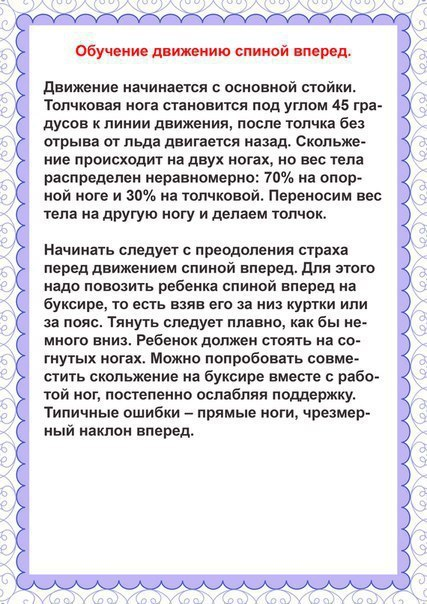 Обучение движению спиной вперед.
Движение начинается с основной стойки.
Толчковая нога становится под углом 45 гра-
дусов к линии движения, после толчка без
отрыва от льда двигается назад. Скольже-
ние происходит на двух ногах, но вес тела
распределен неравномерно: 70% на опор-
ной ноге и 30% на толчковой. Переносим вес
тела на другую ногу и делаем толчок.
Начинать следует с преодоления страха
перед движением спиной вперед. Для этого
надо повозить ребенка спиной вперед на
буксире, то есть взяв его за низ куртки или
за пояс. Тянуть следует плавно, как бы не-
много вниз. Ребенок должен стоять на со-
гнутых ногах. Можно попробовать совме-
стить скольжение на буксире вместе с рабо-
той ног, постепенно ослабляя поддержку.
Типичные ошибки – прямые ноги, чрезмер-
ный наклон вперед.